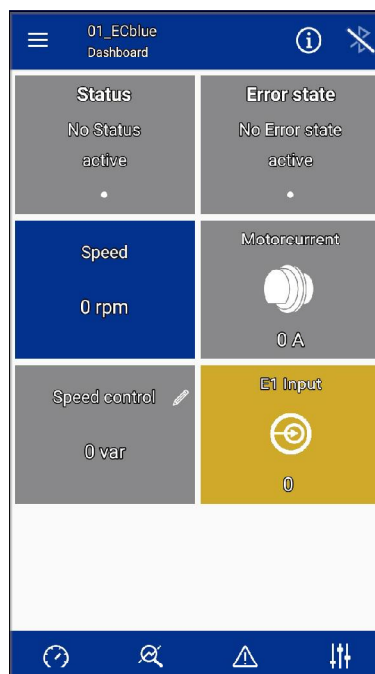 01_ECblue
Dashboard
Status
No Status
active
Error state
No Error state
active
Speed
0 rpm
Motorcurrent
0 A
Speed control
0 var
E1 Input
0